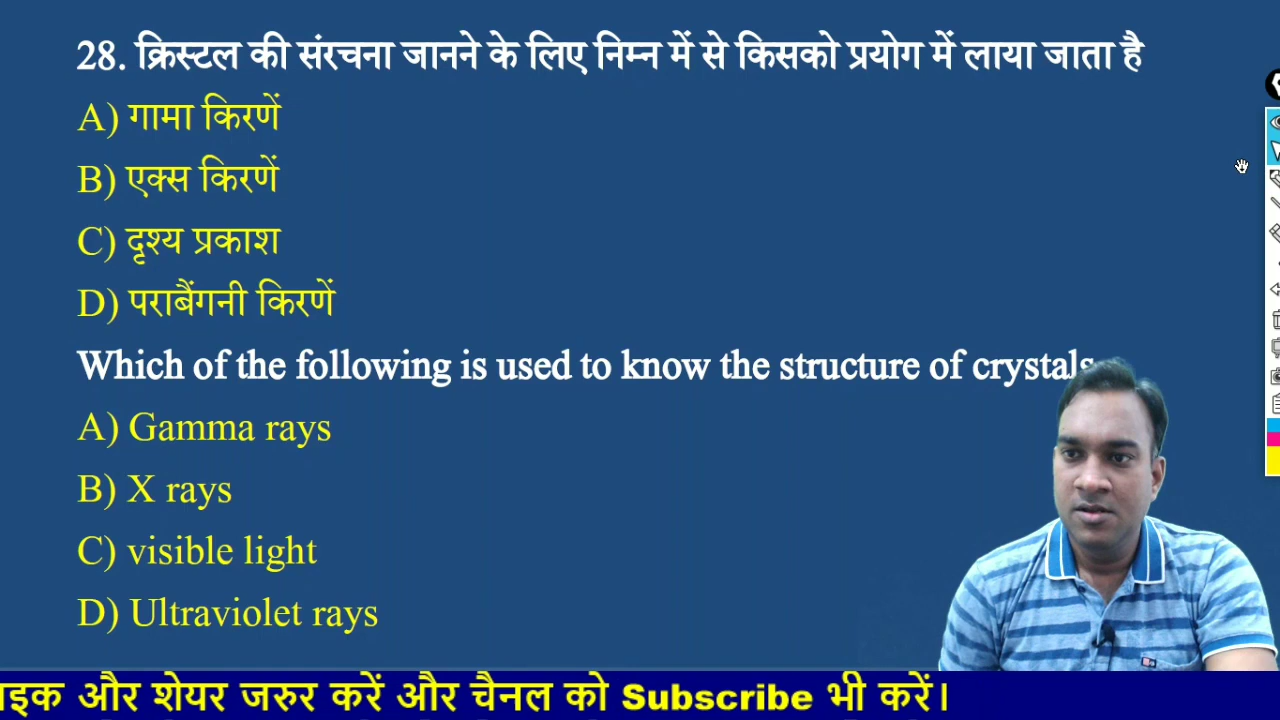 28. क्रिस्टल की संरचना जानने के लिए निम्न में से किसको प्रयोग में लाया जाता है
A) गामा किरणें
B) एक्स किरणें
C) दृश्य प्रकाश
D) पराबैंगनी किरणें
Which of the following is used to know the structure of crystals
A) Gamma rays
B) X rays
C) visible light
D) Ultraviolet rays
और शेयर जरुर करें और चैनल को Subscribe भी करें।